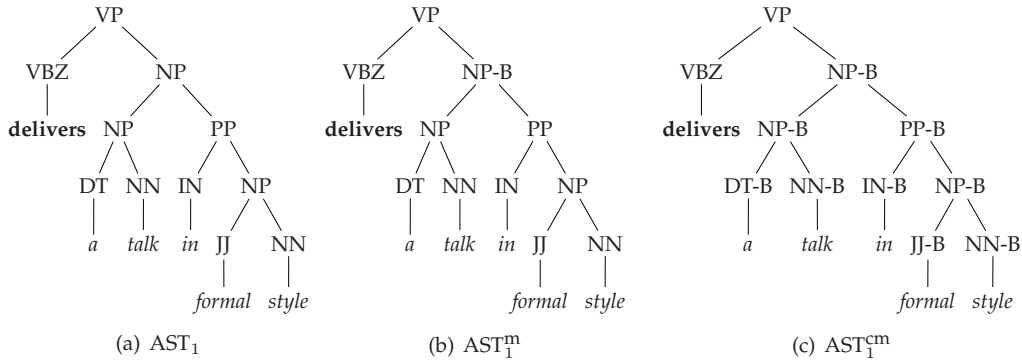 VP VP VP
VBZ NP VBZ NP-B VBZ NP-B
delivers NP PP delivers NP PP delivers NP-B PP-B
DT NN IN NP DT NN IN NP DT-B NN-B IN-B NP-B
a talk in JJ NN a talk in JJ NN a talk in JJ-B NN-B
formal style formal style formal style
(a) AST₁ (b) AST₁ᵐ (c) AST₁ᶜᵐ